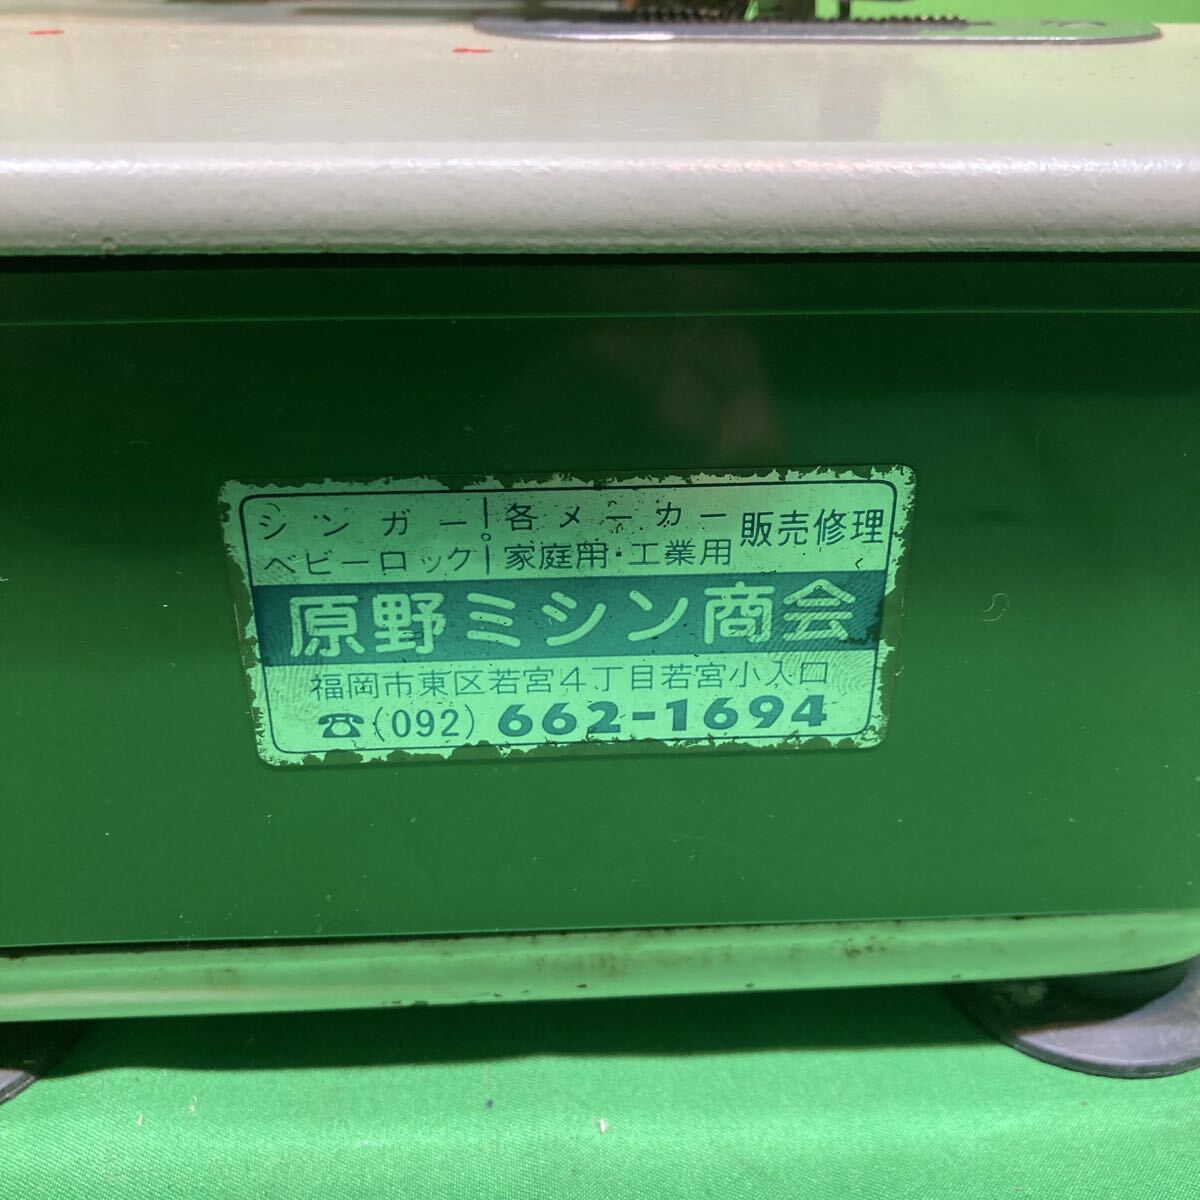 シンガー
ベビーロック
各メーカー
家庭用・工業用
販売修理
原野ミシン商会
福岡市東区若宮4丁目若宮小入口
☎(092) 662-1694